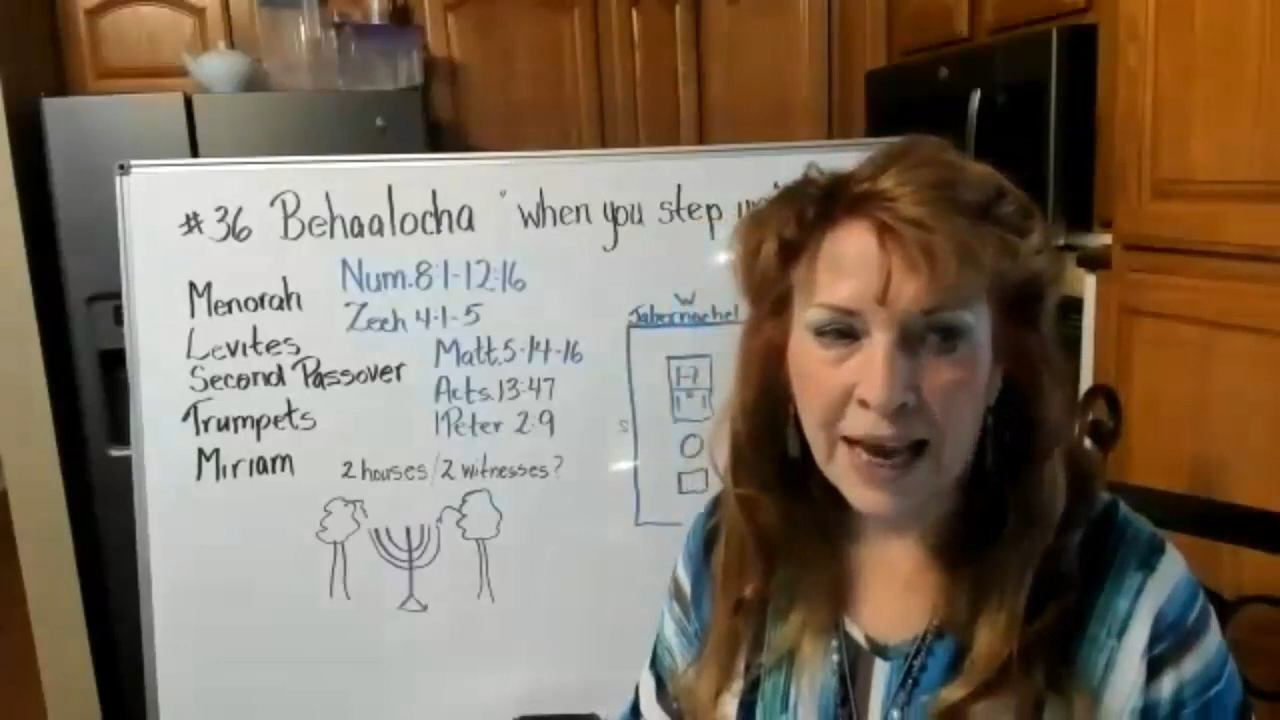 #36 Behaalocha "when you step
Menorah
Num.8:1-12:16
Zech 4:1-5
Levites
Matt.5-14-16
Second Passover
Acts.13:47
Trumpets
1Peter 2:9
Miriam
2 houses/2 witnesses?
W
Tabernachel
S